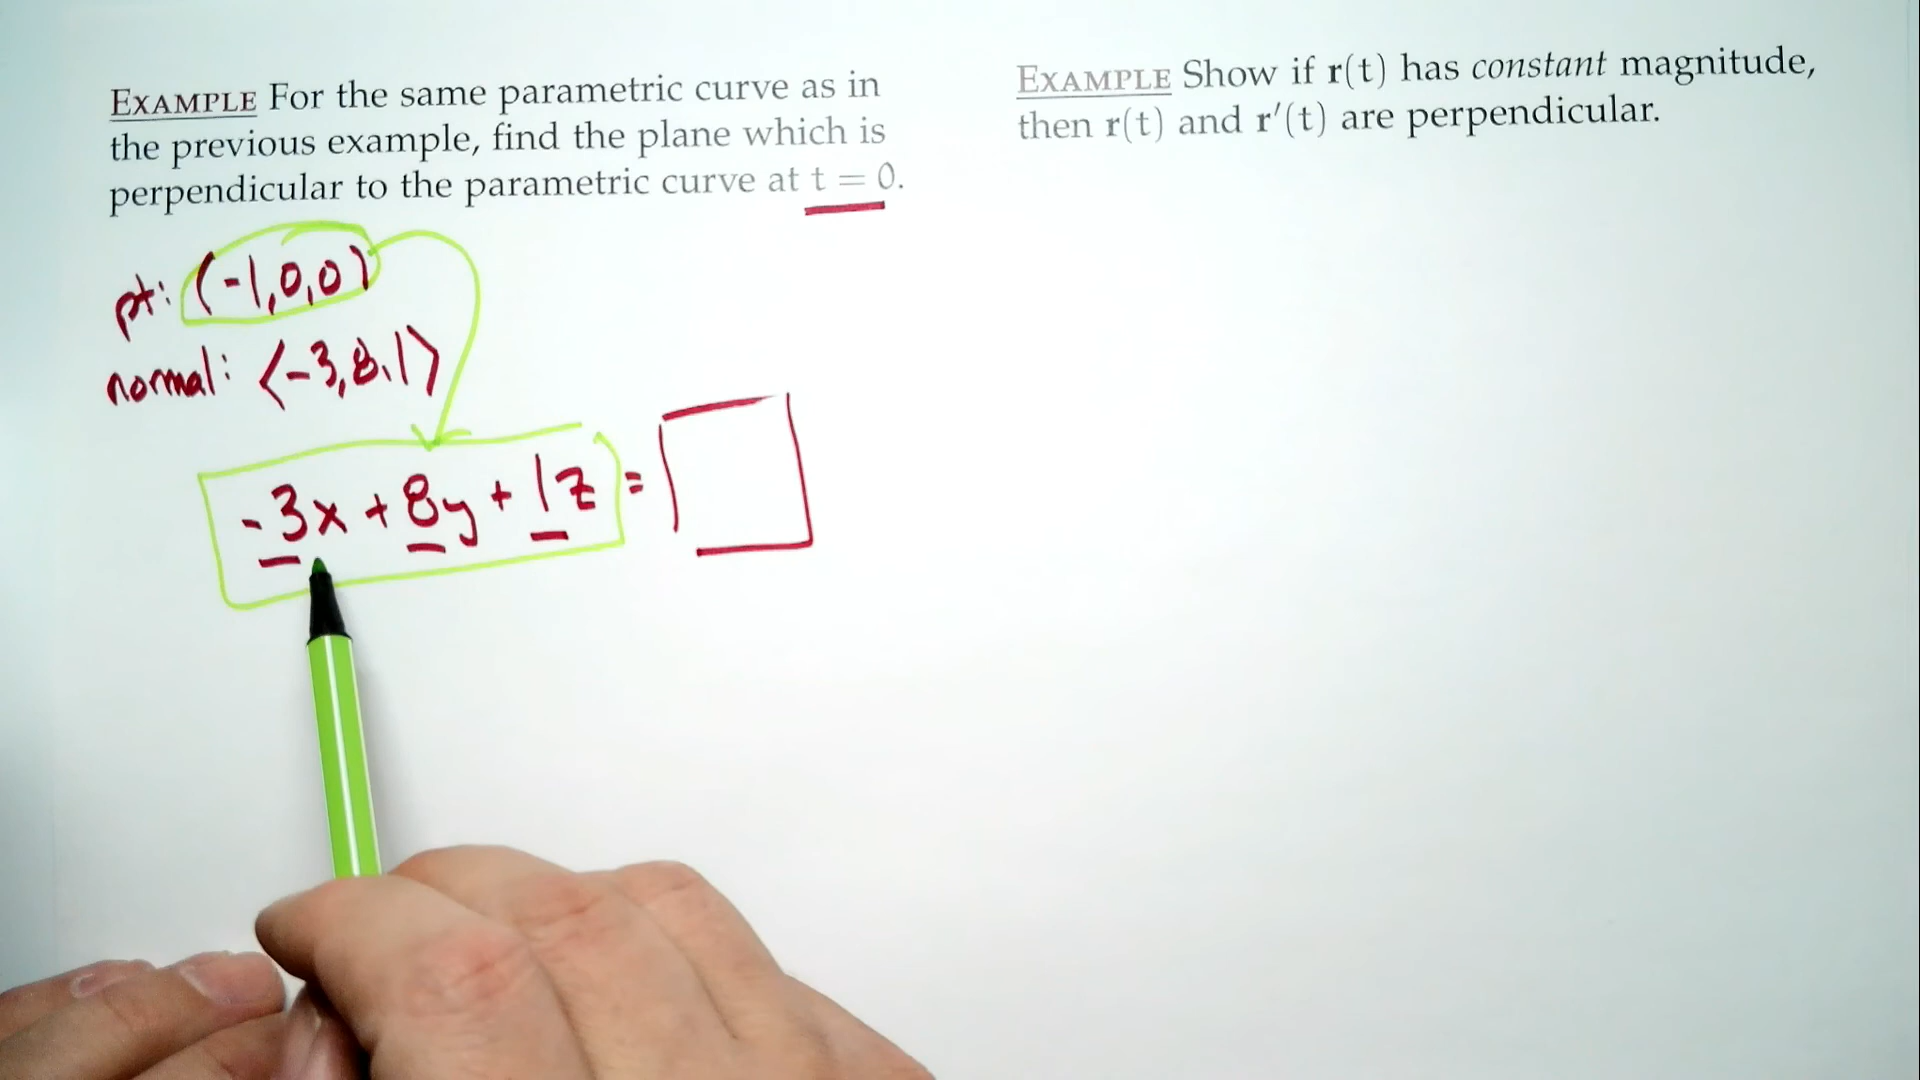 EXAMPLE For the same parametric curve as in
the previous example, find the plane which is
perpendicular to the parametric curve at t = 0.
pt: (-1,0,0)
normal: ⟨-3,8,1⟩
-3x + 8y + 1z =
EXAMPLE Show if r(t) has constant magnitude,
then r(t) and r′(t) are perpendicular.